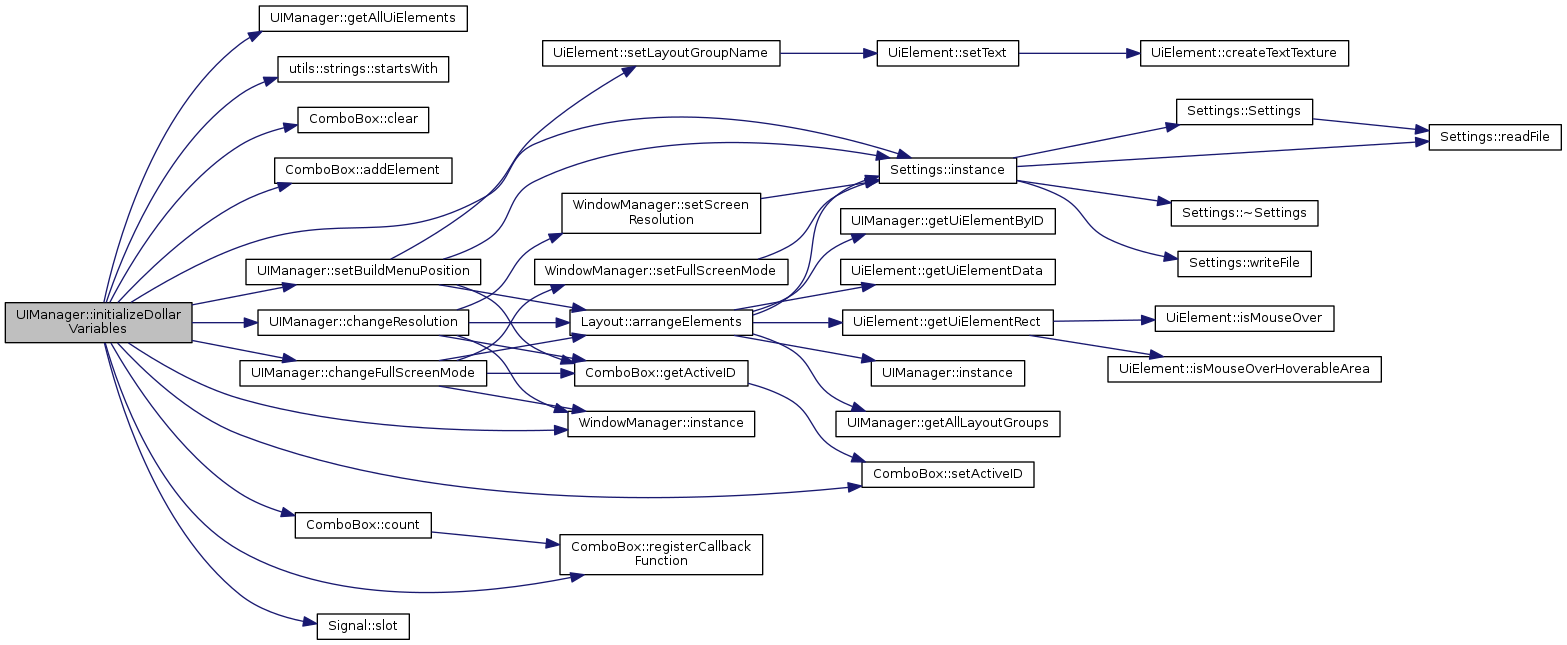 UIManager::getAllUiElements
utils::strings::startsWith
ComboBox::clear
ComboBox::addElement
UIManager::initializeDollar
Variables
UIManager::setBuildMenuPosition
UIManager::changeResolution
UIManager::changeFullScreenMode
ComboBox::count
Signal::slot
UiElement::setLayoutGroupName
WindowManager::setScreen
Resolution
WindowManager::setFullScreenMode
Layout::arrangeElements
ComboBox::getActiveID
WindowManager::instance
ComboBox::registerCallback
Function
UiElement::setText
Settings::instance
UIManager::getUiElementByID
UiElement::getUiElementData
UiElement::getUiElementRect
UIManager::instance
UIManager::getAllLayoutGroups
ComboBox::setActiveID
UiElement::createTextTexture
Settings::Settings
Settings::readFile
Settings::~Settings
Settings::writeFile
UiElement::isMouseOver
UiElement::isMouseOverHoverableArea